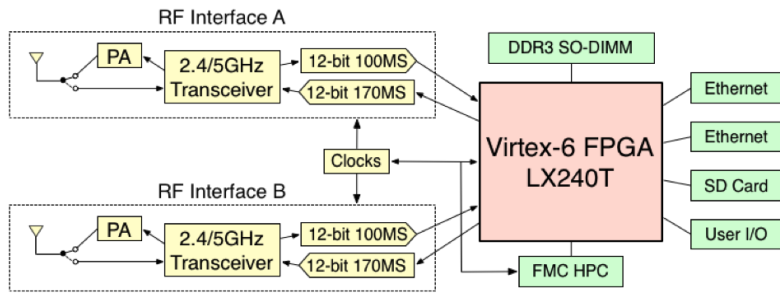 RF Interface A
PA
2.4/5GHz
Transceiver
12-bit 100MS
12-bit 170MS
DDR3 SO-DIMM
Virtex-6 FPGA
LX240T
Ethernet
Ethernet
SD Card
User I/O
Clocks
RF Interface B
PA
2.4/5GHz
Transceiver
12-bit 100MS
12-bit 170MS
FMC HPC